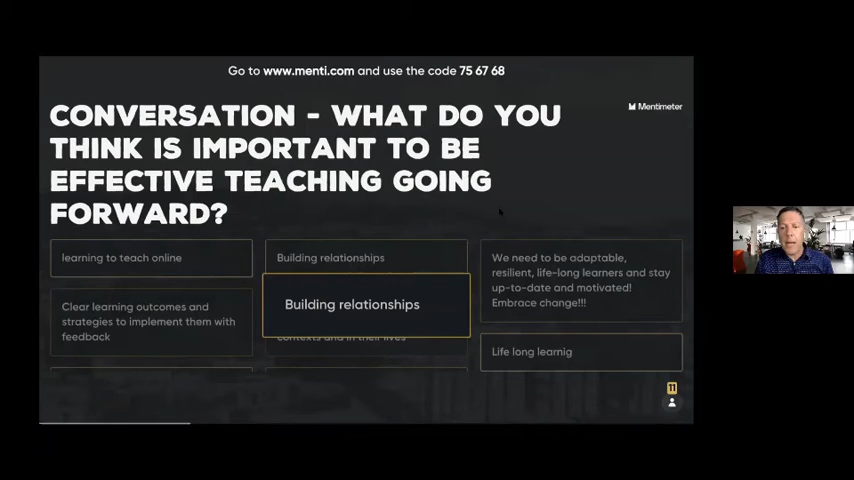 Go to www.menti.com and use the code 75 67 68
Mentimeter
CONVERSATION - WHAT DO YOU
THINK IS IMPORTANT TO BE
EFFECTIVE TEACHING GOING
FORWARD?
learning to teach online
Clear learning outcomes and
strategies to implement them with
feedback
Building relationships
Building relationships
contexts and in their lives
We need to be adaptable,
resilient, life-long learners and stay
up-to-date and motivated!
Embrace change!!!
Life long learnig
11